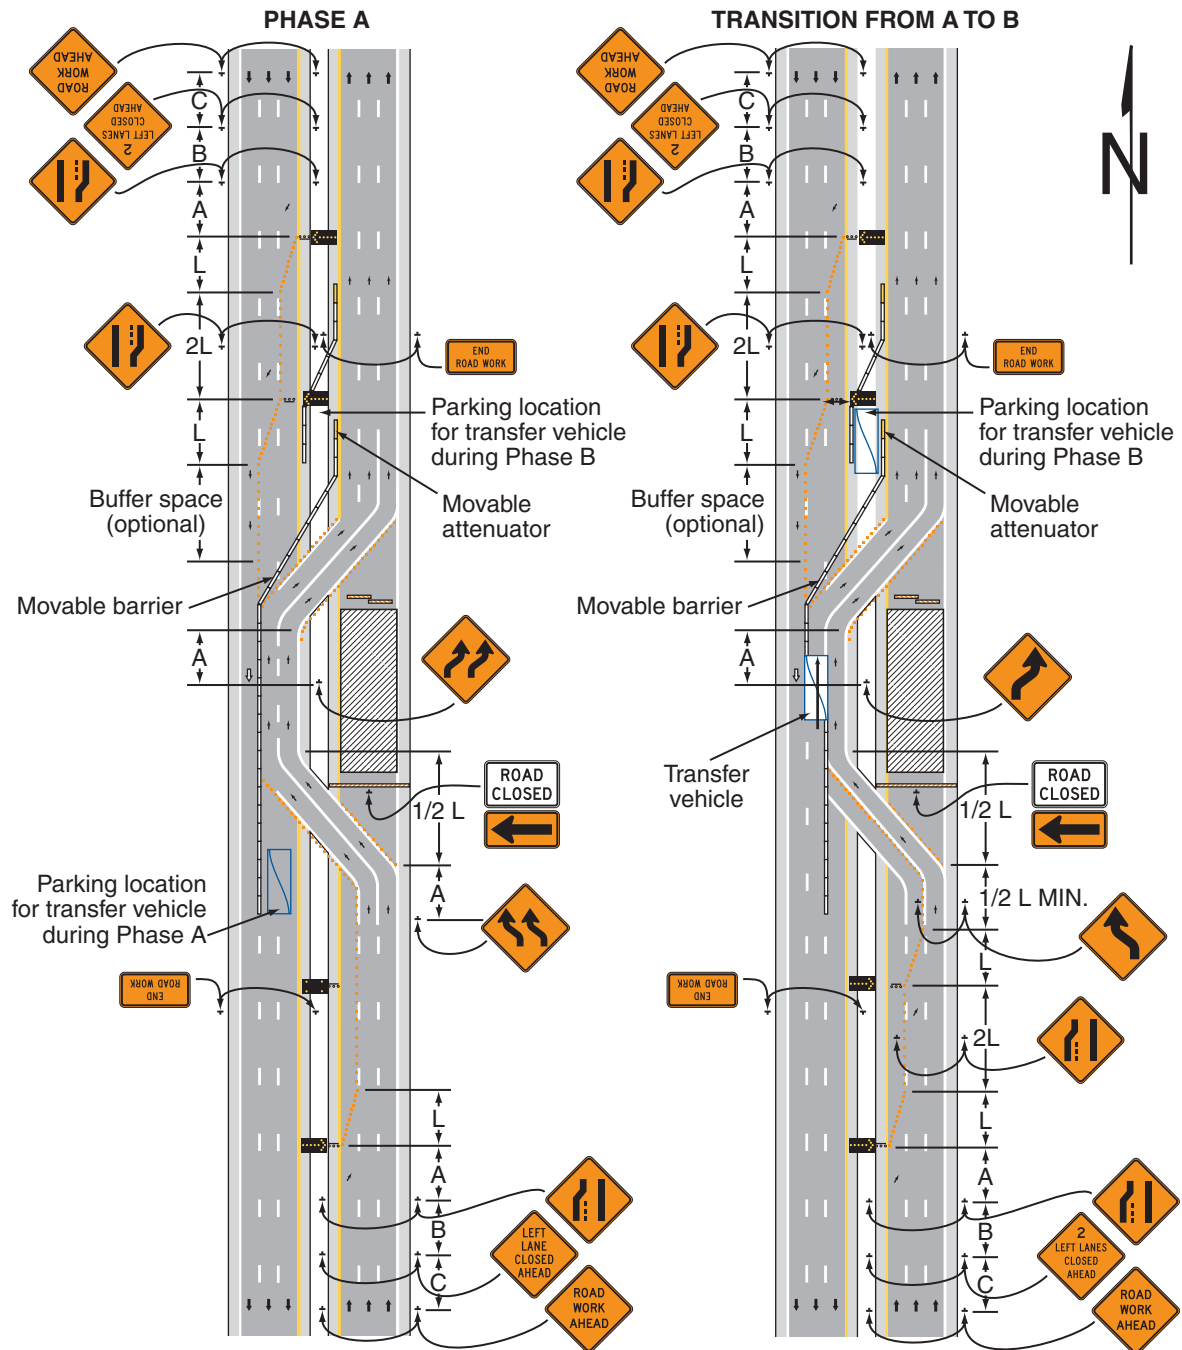 PHASE A
ROAD
WORK
AHEAD
2
LEFT LANES
CLOSED
AHEAD
C
B
A
L
2L
END
ROAD WORK
Parking location
for transfer vehicle
during Phase B
L
Buffer space
(optional)
Movable
attenuator
Movable barrier
A
ROAD
CLOSED
1/2 L
Parking location
for transfer vehicle
during Phase A
A
END
ROAD WORK
L
A
B
LEFT
LANE
CLOSED
AHEAD
C
ROAD
WORK
AHEAD
TRANSITION FROM A TO B
ROAD
WORK
AHEAD
2
LEFT LANES
CLOSED
AHEAD
C
B
A
L
2L
END
ROAD WORK
Parking location
for transfer vehicle
during Phase B
L
Buffer space
(optional)
Movable
attenuator
Movable barrier
A
Transfer
vehicle
ROAD
CLOSED
1/2 L
1/2 L MIN.
L
END
ROAD WORK
2L
L
A
B
2
LEFT LANES
CLOSED
AHEAD
C
ROAD
WORK
AHEAD
N